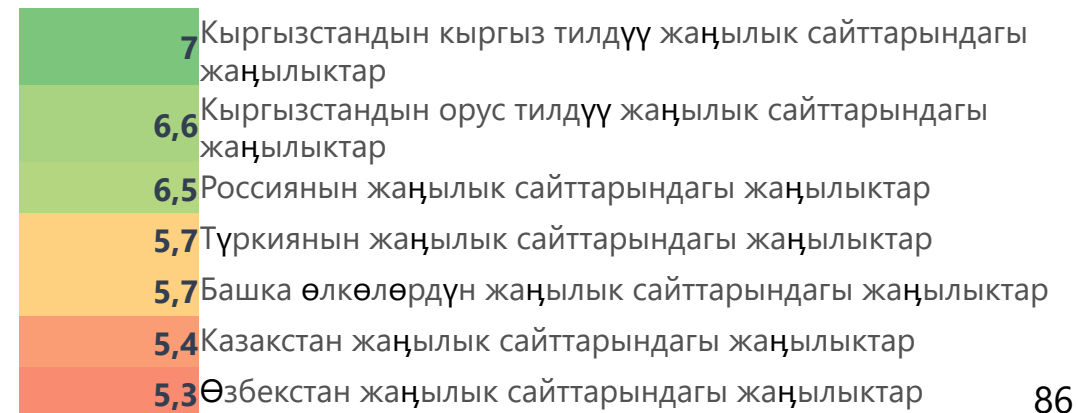 7 Кыргызстандын кыргыз тилдүү жаңылык сайттарындагы
жаңылыктар
6,6 Кыргызстандын орус тилдүү жаңылык сайттарындагы
жаңылыктар
6,5 Россиянын жаңылык сайттарындагы жаңылыктар
5,7 Түркиянын жаңылык сайттарындагы жаңылыктар
5,7 Башка өлкөлөрдүн жаңылык сайттарындагы жаңылыктар
5,4 Казакстан жаңылык сайттарындагы жаңылыктар
5,3 Өзбекстан жаңылык сайттарындагы жаңылыктар
86